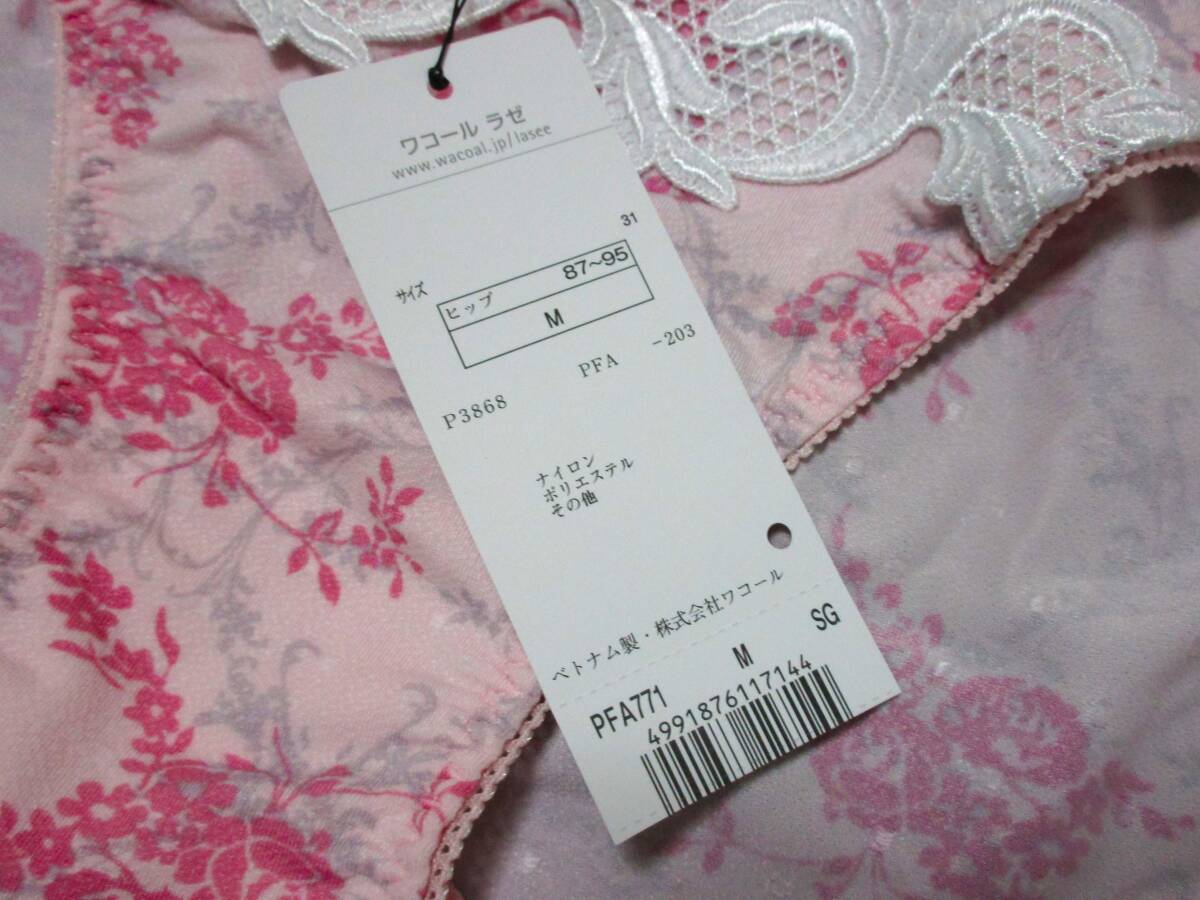 ワコール ラゼ
www.wacoal.jp/lasee
31
サイズ
ヒップ 87~95
M
P3868 PFA -203
ナイロン
ポリエステル
その他
ベトナム製・株式会社ワコール
PFA771 M SG
4991876117144